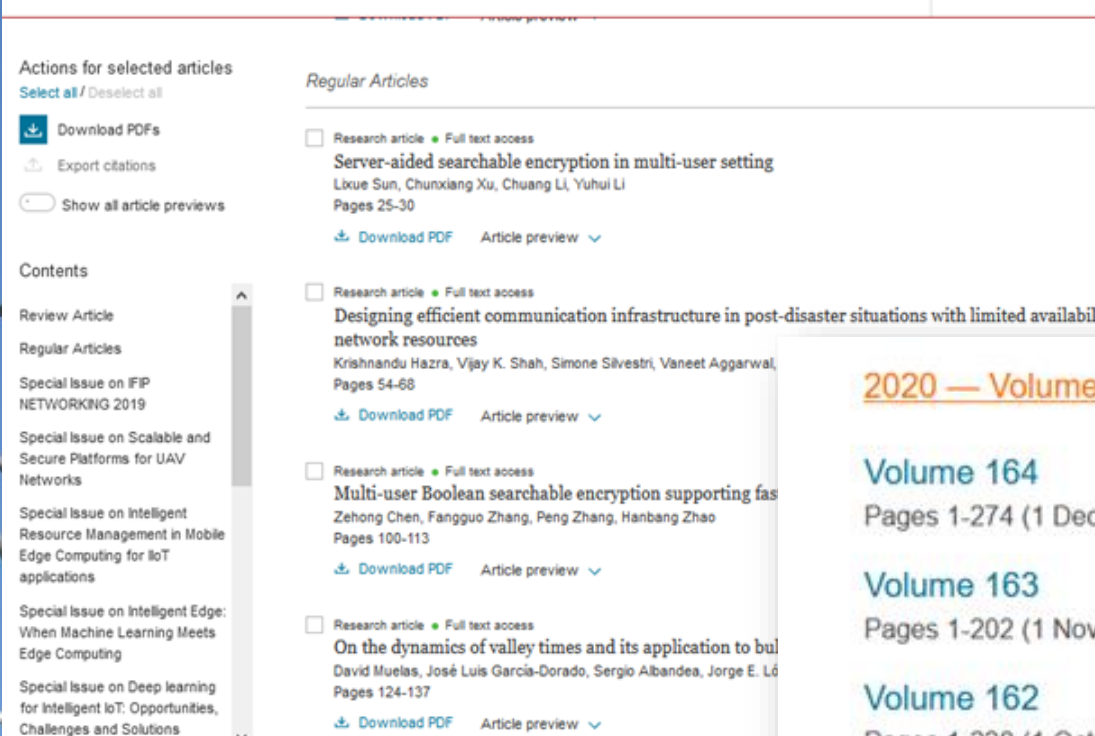 Actions for selected articles
Select all / Deselect all
Download PDFs
Export citations
Show all article previews
Contents
Review Article
Regular Articles
Special Issue on IFIP
NETWORKING 2019
Special Issue on Scalable and
Secure Platforms for UAV
Networks
Special Issue on Intelligent
Resource Management in Mobile
Edge Computing for IIoT
applications
Special Issue on Intelligent Edge:
When Machine Learning Meets
Edge Computing
Special Issue on Deep learning
for Intelligent IoT: Opportunities,
Challenges and Solutions
Download PDF Article preview
Regular Articles
Research article • Full text access
Server-aided searchable encryption in multi-user setting
Lixue Sun, Chunxiang Xu, Chuang Li, Yuhui Li
Pages 25-30
Download PDF Article preview
Research article • Full text access
Designing efficient communication infrastructure in post-disaster situations with limited availabil
network resources
Krishnandu Hazra, Vijay K. Shah, Simone Silvestri, Vaneet Aggarwal,
Pages 54-68
Download PDF Article preview
Research article • Full text access
Multi-user Boolean searchable encryption supporting fas
Zehong Chen, Fangguo Zhang, Peng Zhang, Hanbang Zhao
Pages 100-113
Download PDF Article preview
Research article • Full text access
On the dynamics of valley times and its application to bul
David Muelas, José Luis García-Dorado, Sergio Albandea, Jorge E. Ló
Pages 124-137
Download PDF Article preview
2020 — Volume
Volume 164
Pages 1-274 (1 Dec
Volume 163
Pages 1-202 (1 Nov
Volume 162